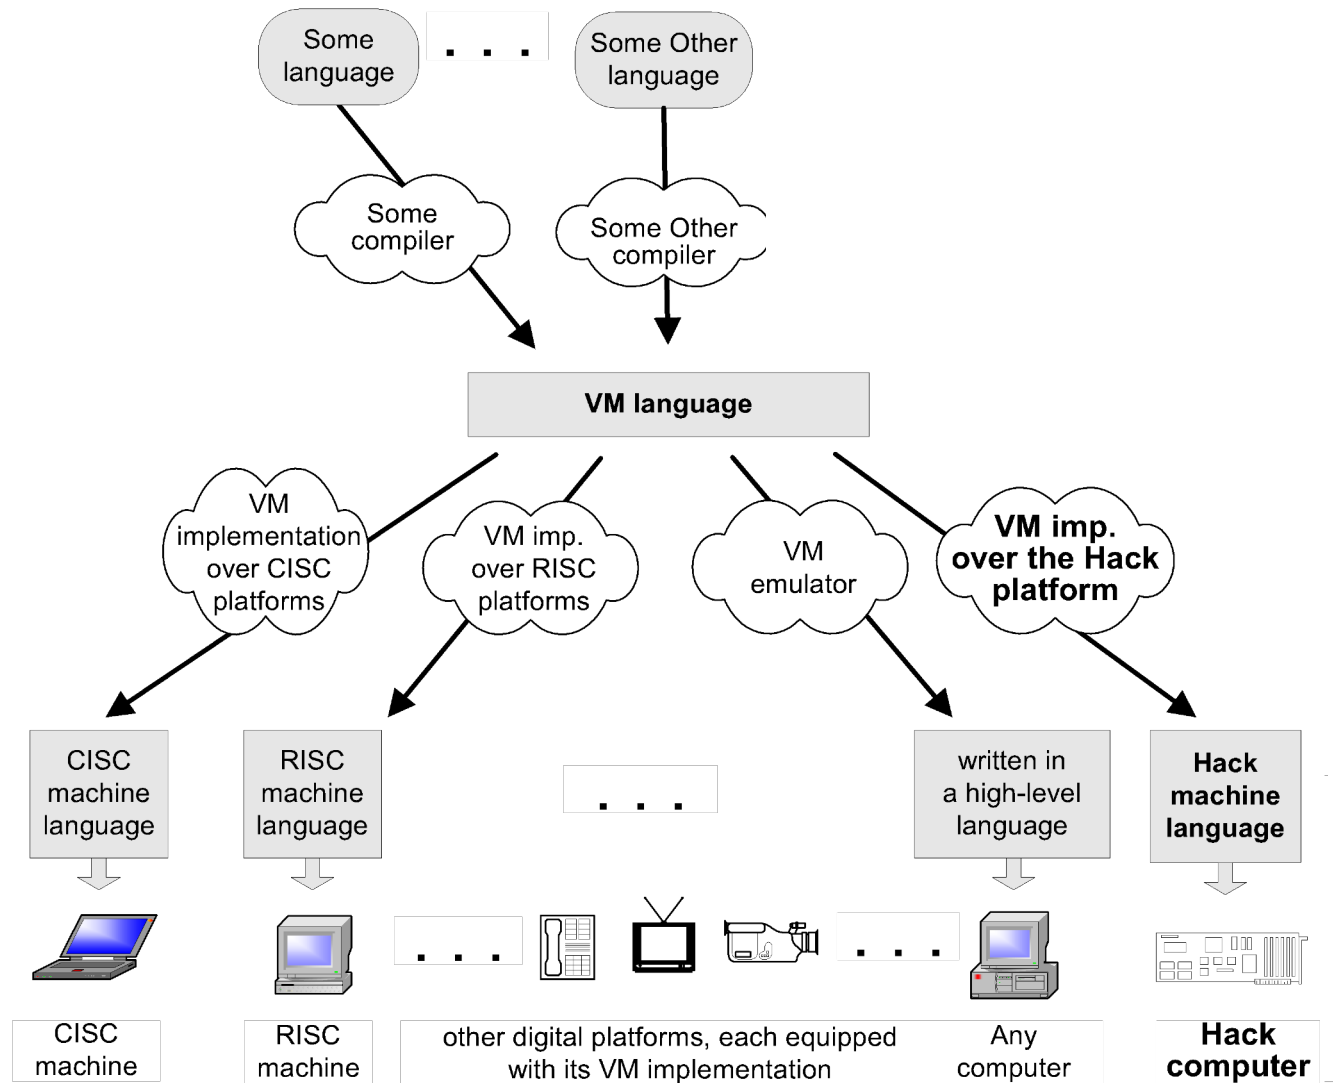 Some
language
. . .
Some Other
language
Some
compiler
Some Other
compiler
VM language
VM
implementation
over CISC
platforms
VM imp.
over RISC
platforms
VM
emulator
VM imp.
over the Hack
platform
CISC
machine
language
RISC
machine
language
. . .
written in
a high-level
language
Hack
machine
language
. . .
. . .
CISC
machine
RISC
machine
other digital platforms, each equipped
with its VM implementation
Any
computer
Hack
computer